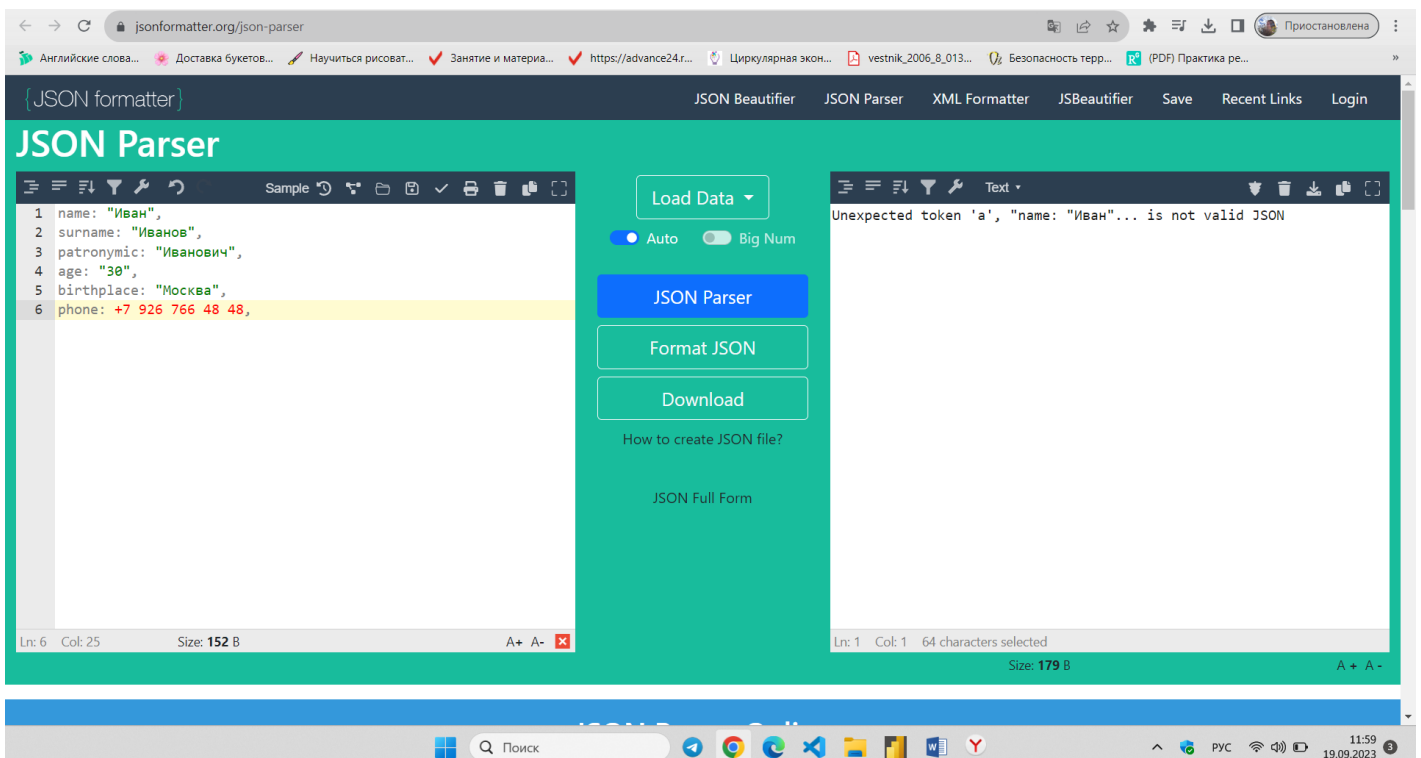 jsonformatter.org/json-parser
Приостановлена
Английские слова...
Доставка букетов...
Научиться рисоват...
Занятие и материа...
https://advance24.r...
Циркулярная экон...
vestnik_2006_8_013...
Безопасность терр...
(PDF) Практика ре...
»
{JSON formatter}
JSON Beautifier
JSON Parser
XML Formatter
JSBeautifier
Save
Recent Links
Login
JSON Parser
Sample
1 name: "Иван",
2 surname: "Иванов",
3 patronymic: "Иванович",
4 age: "30",
5 birthplace: "Москва",
6 phone: +7 926 766 48 48,
Ln: 6 Col: 25 Size: 152 B A+ A-
Load Data
Auto Big Num
JSON Parser
Format JSON
Download
How to create JSON file?
JSON Full Form
Text
Unexpected token 'a', "name: "Иван"... is not valid JSON
Ln: 1 Col: 1 64 characters selected
Size: 179 B A + A -
Поиск
РУС
11:59
19.09.2023
3